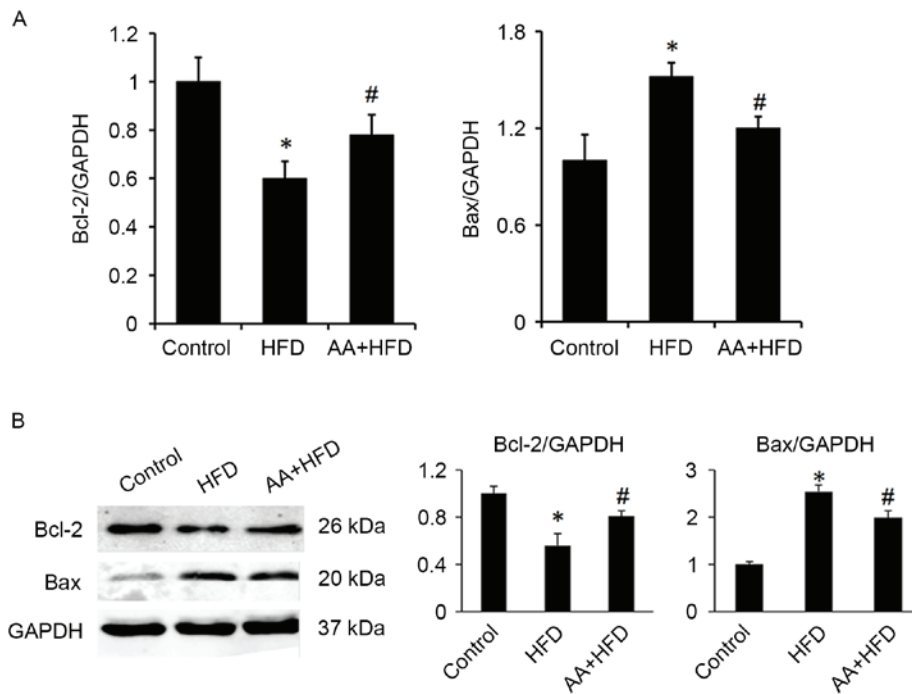 A
Bcl-2/GAPDH
1.2
1
0.8
0.6
0.4
0.2
0
*
#
Control HFD AA+HFD
Bax/GAPDH
1.8
1.2
0.6
0
*
#
Control HFD AA+HFD
B
Control HFD AA+HFD
Bcl-2 26 kDa
Bax 20 kDa
GAPDH 37 kDa
Bcl-2/GAPDH
1.2
0.8
0.4
0
*
#
Control HFD AA+HFD
Bax/GAPDH
3
2
1
0
*
#
Control HFD AA+HFD